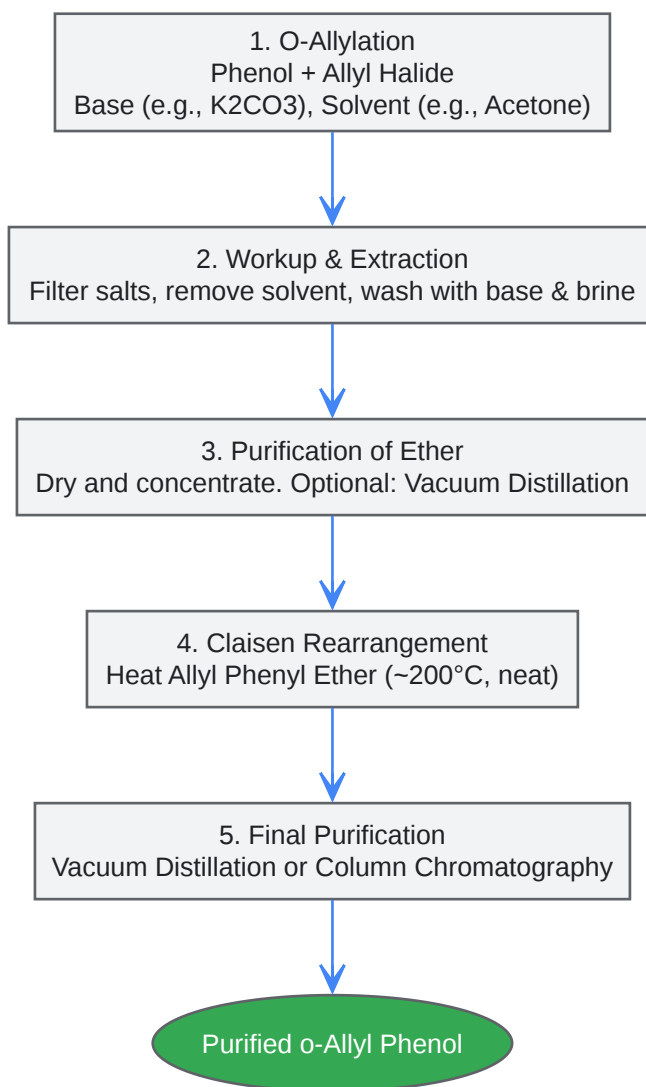 1. O-Allylation
Phenol + Allyl Halide
Base (e.g., K2CO3), Solvent (e.g., Acetone)
2. Workup & Extraction
Filter salts, remove solvent, wash with base & brine
3. Purification of Ether
Dry and concentrate. Optional: Vacuum Distillation
4. Claisen Rearrangement
Heat Allyl Phenyl Ether (~200°C, neat)
5. Final Purification
Vacuum Distillation or Column Chromatography
Purified o-Allyl Phenol